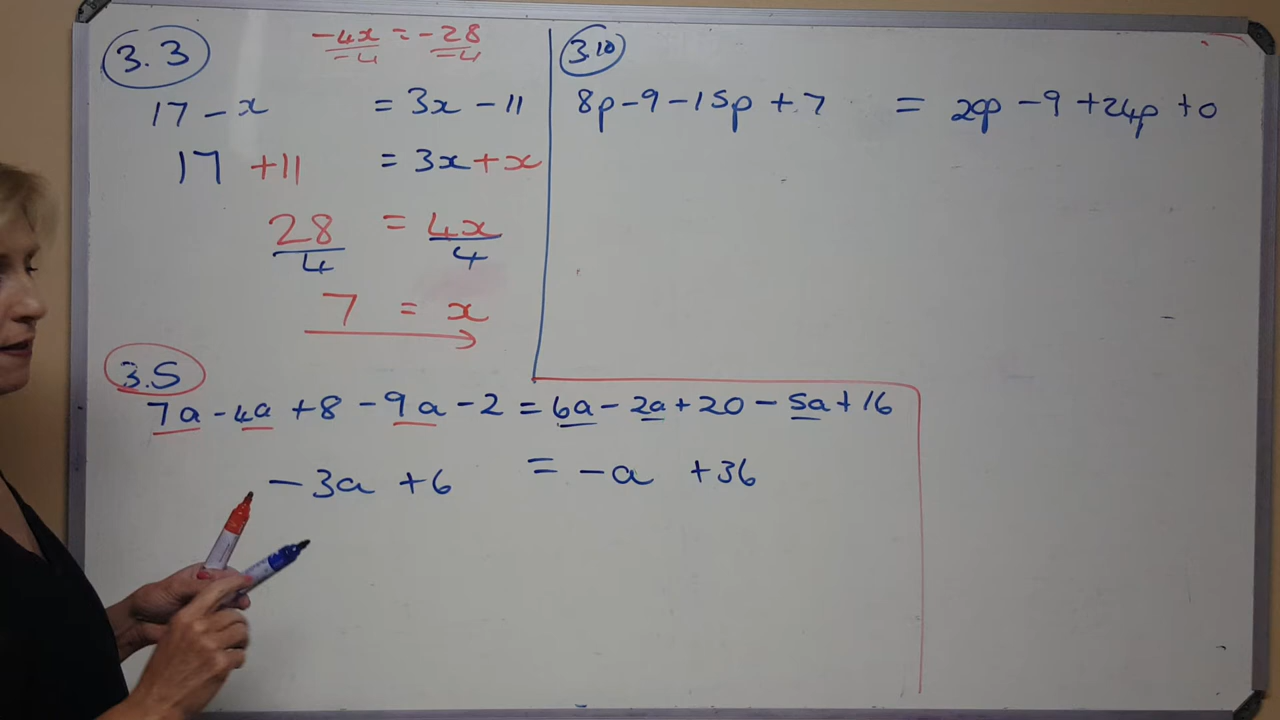 3.3
-4x = -28
-4 -4
17 - x = 3x - 11
17 + 11 = 3x + x
28 = 4x
4 4
7 = x
3.10
8p - 9 - 15p + 7 = 20p - 9 + 24p + 0
3.5
7a - 4a + 8 - 9a - 2 = 6a - 2a + 20 - 5a + 16
- 3a + 6 = - a + 36